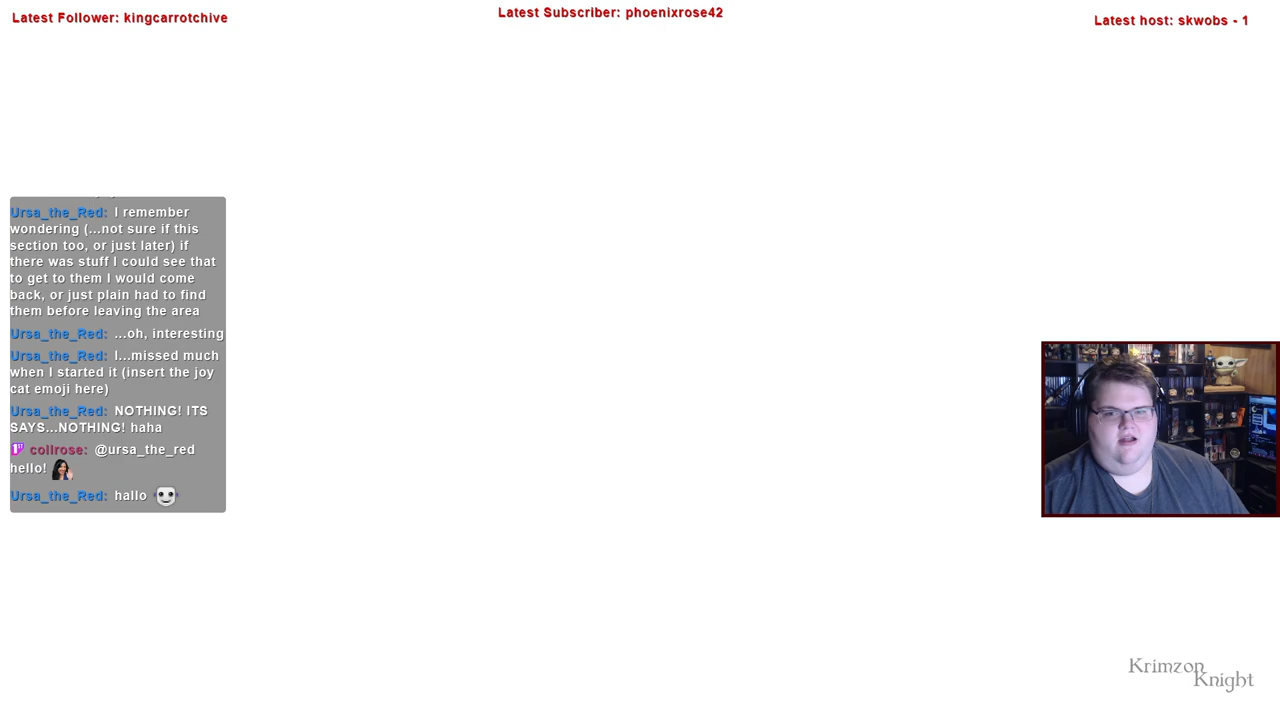 Latest Follower: kingcarrotchive
Latest Subscriber: phoenixrose42
Latest host: skwobs - 1
Ursa_the_Red: I remember
wondering (...not sure if this
section too, or just later) if
there was stuff I could see that
to get to them I would come
back, or just plain had to find
them before leaving the area
Ursa_the_Red: ...oh, interesting
Ursa_the_Red: I...missed much
when I started it (insert the joy
cat emoji here)
Ursa_the_Red: NOTHING! ITS
SAYS...NOTHING! haha
collrose: @ursa_the_red
hello!
Ursa_the_Red: hallo
Krimzon
Knight